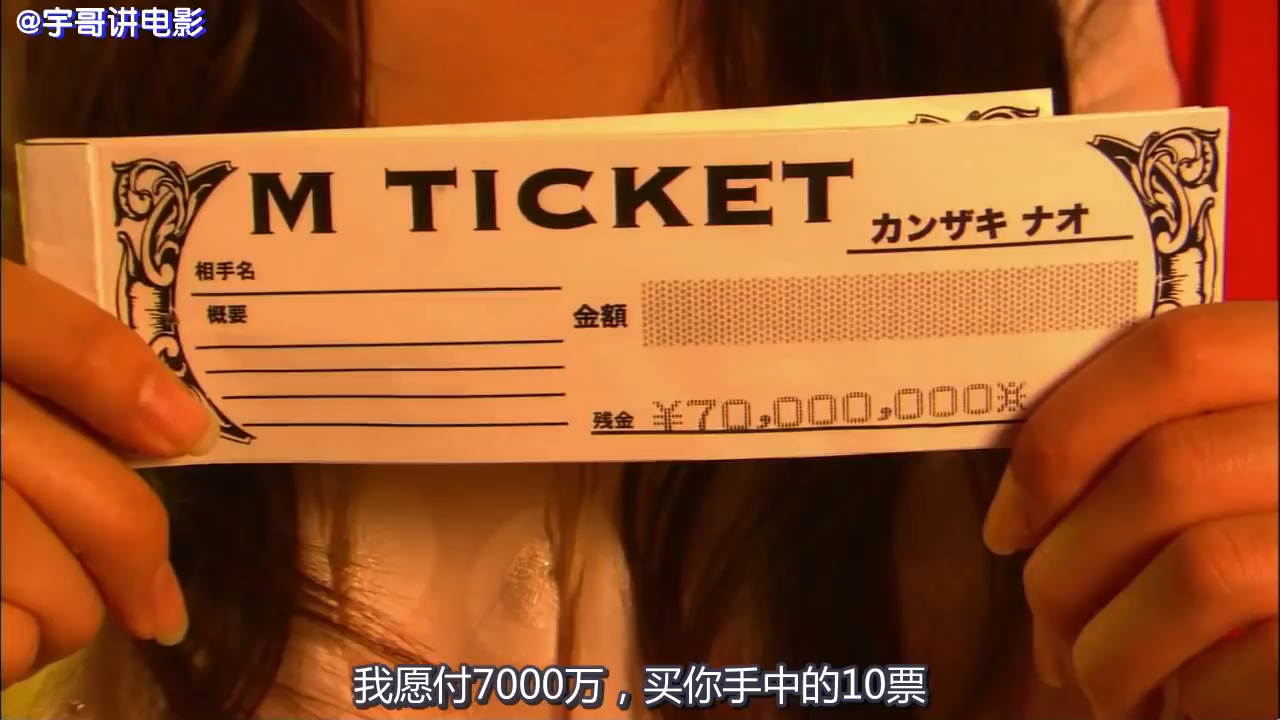 @宇哥讲电影
M TICKET
カンザキ ナオ
相手名
概要
金額
残金 ¥70,000,000※
我愿付7000万，买你手中的10票